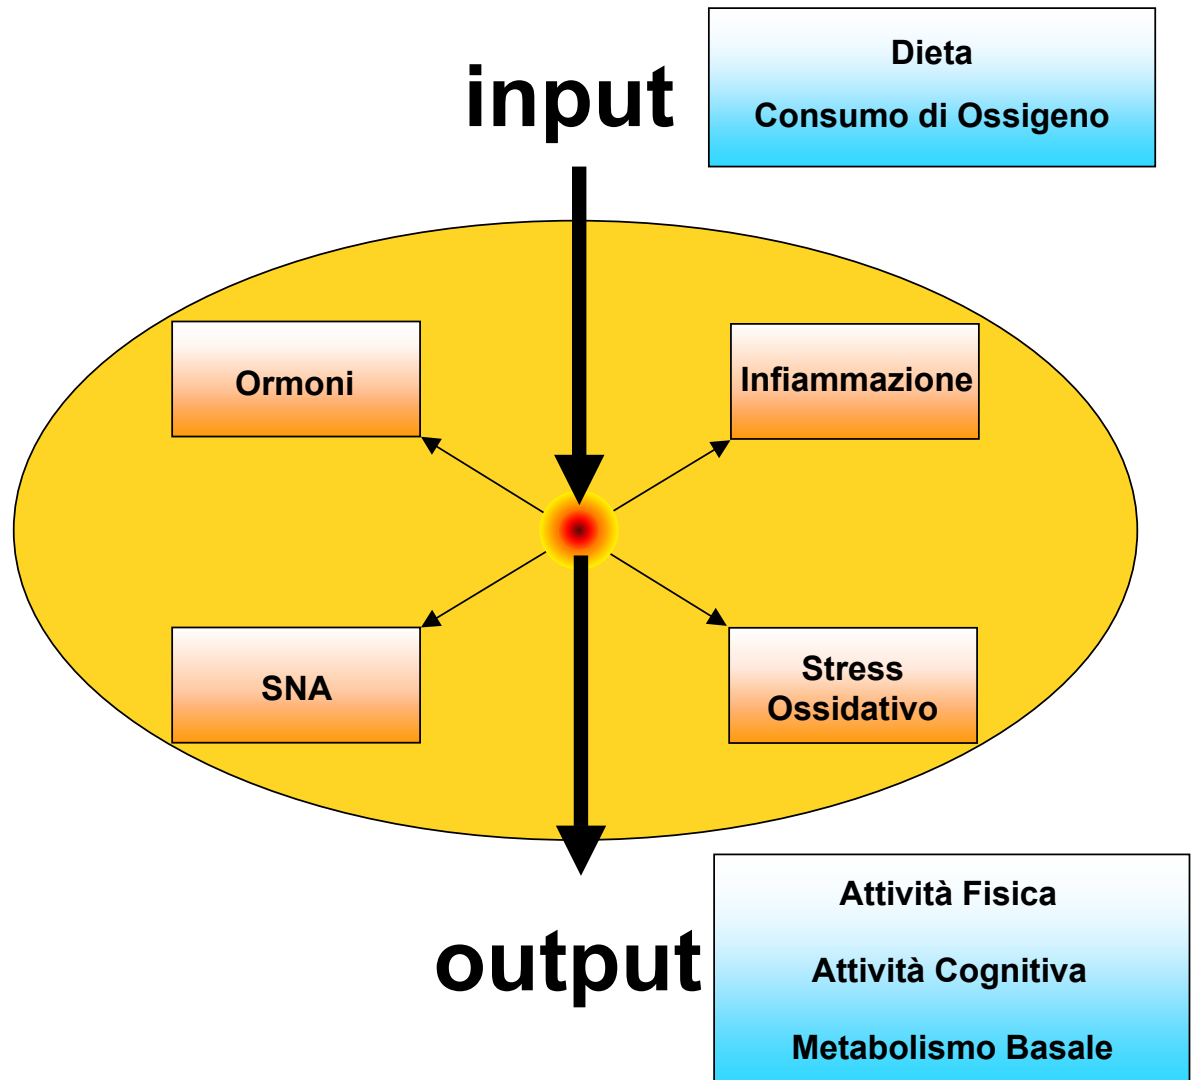 input
Dieta
Consumo di Ossigeno
Ormoni
Infiammazione
SNA
Stress
Ossidativo
output
Attività Fisica
Attività Cognitiva
Metabolismo Basale